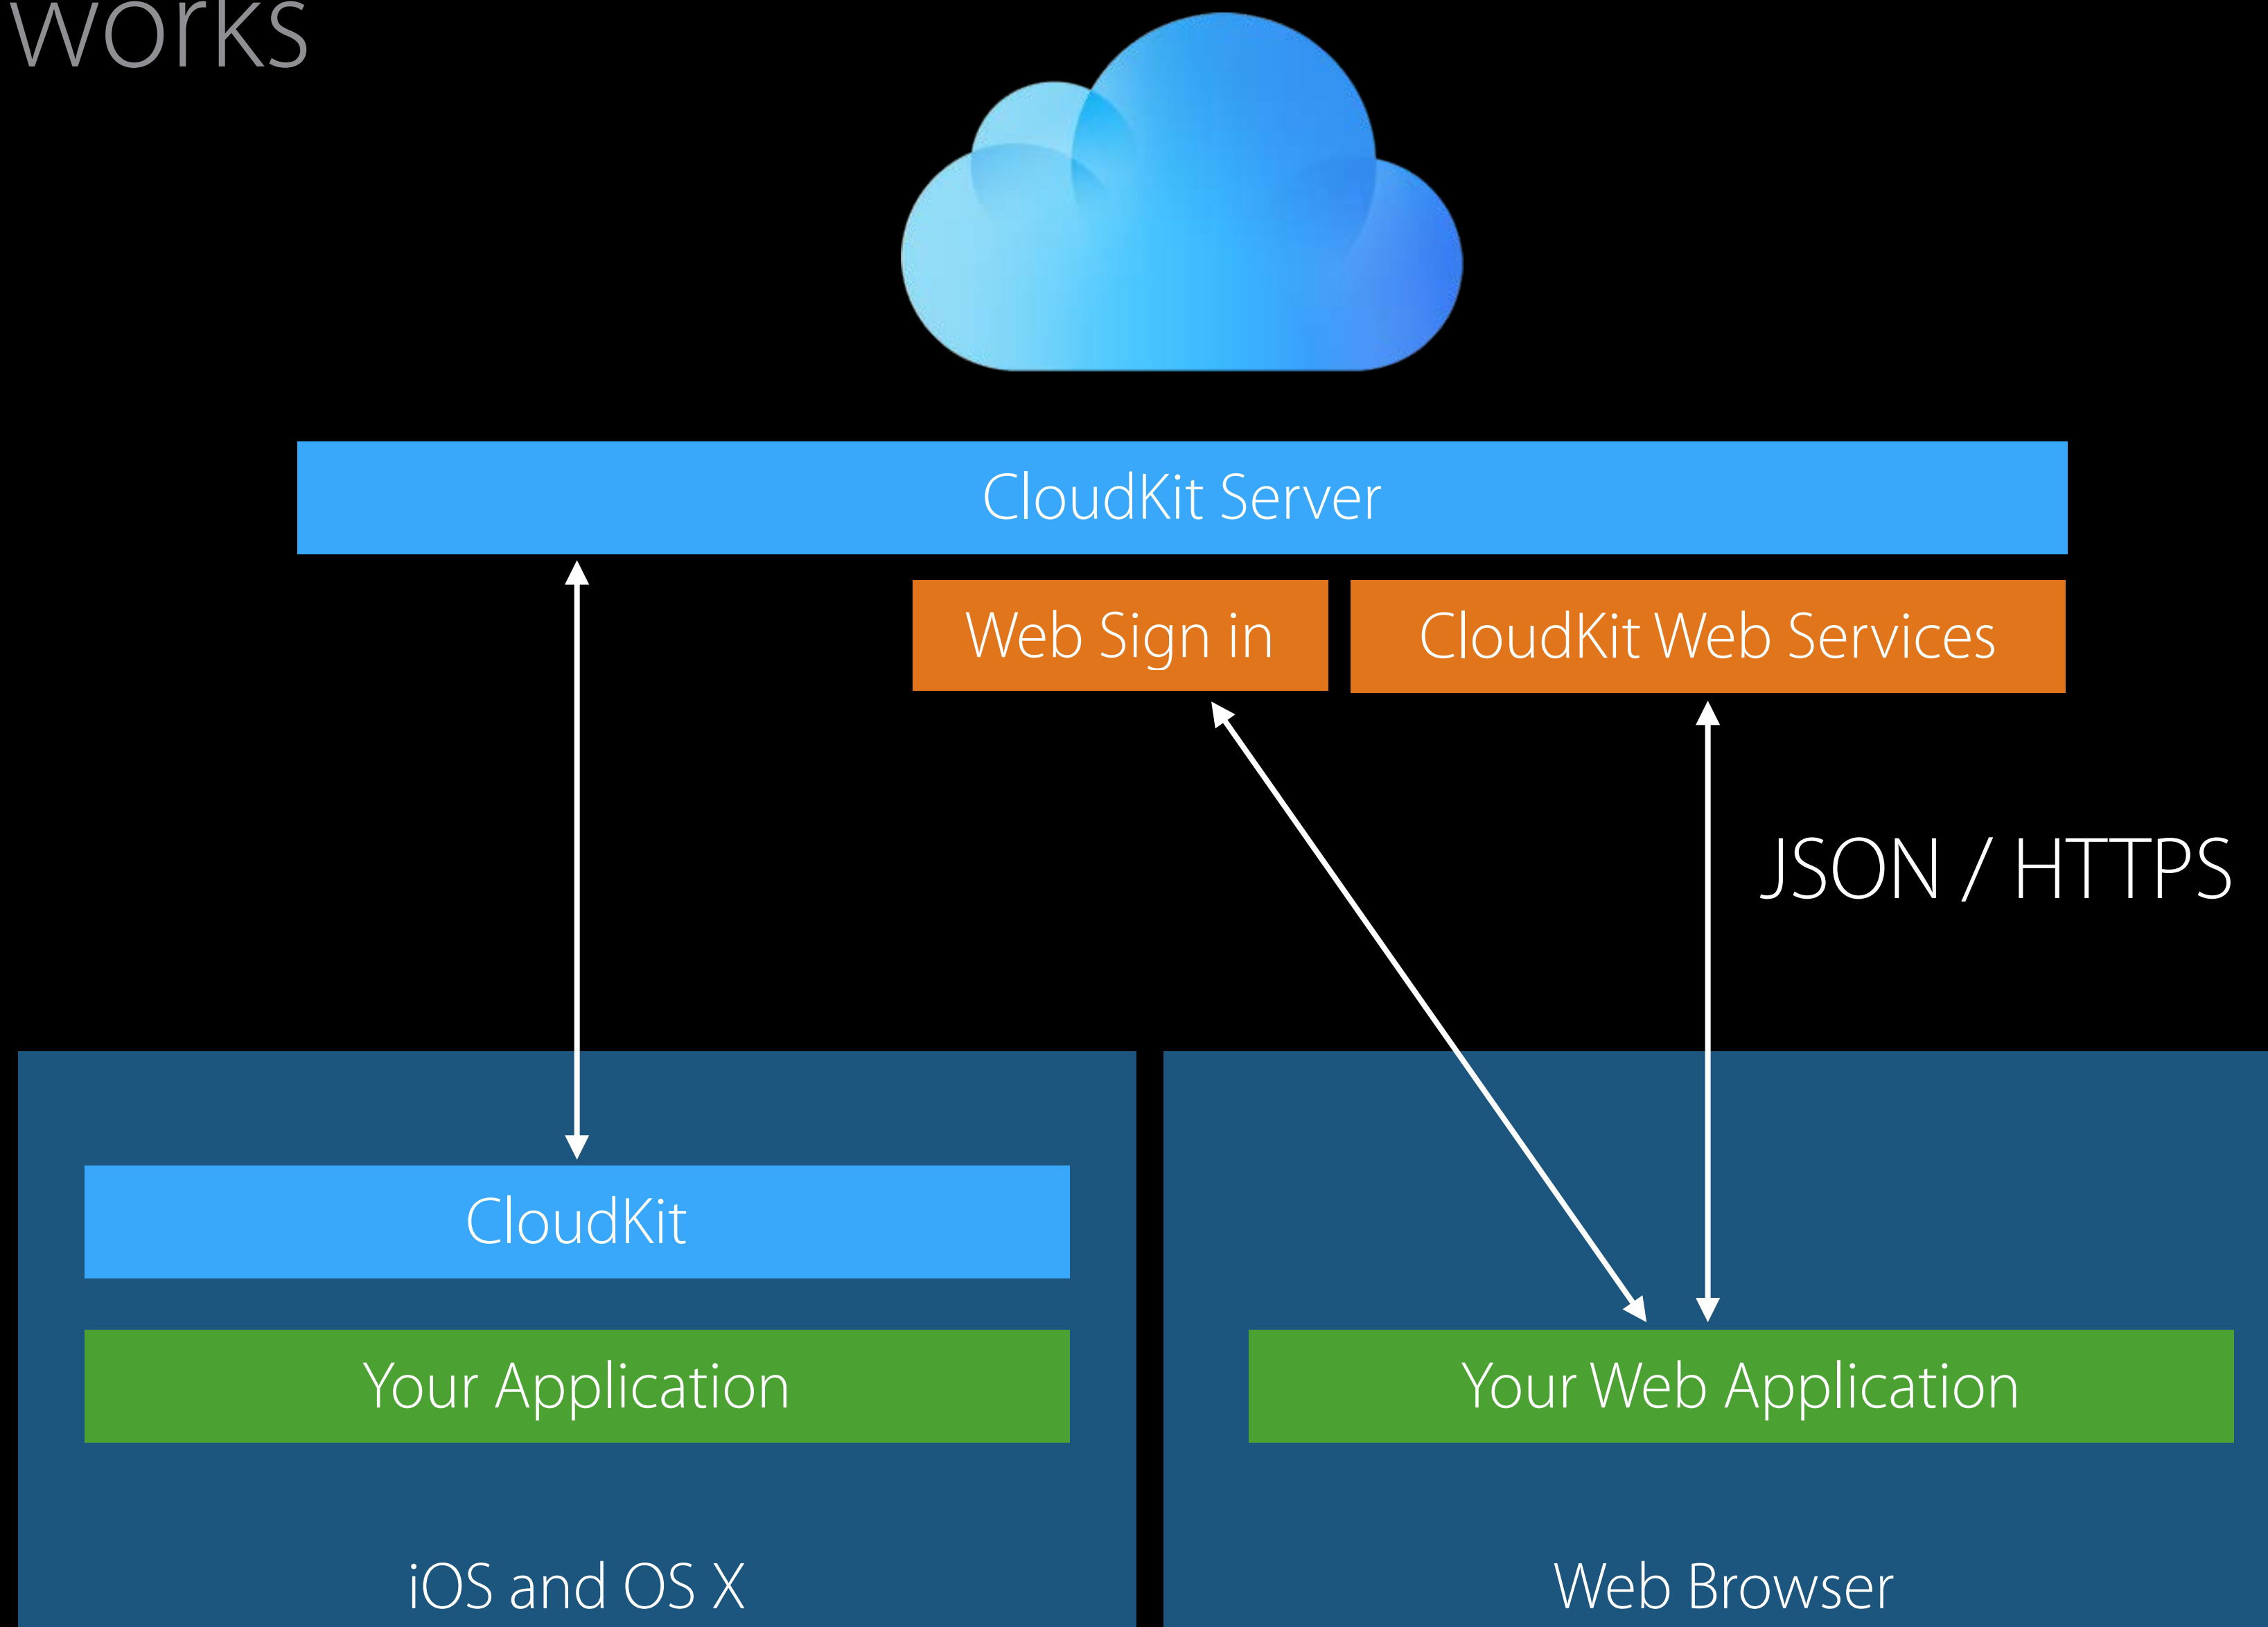 works
CloudKit Server
Web Sign in
CloudKit Web Services
JSON / HTTPS
CloudKit
Your Application
Your Web Application
iOS and OS X
Web Browser